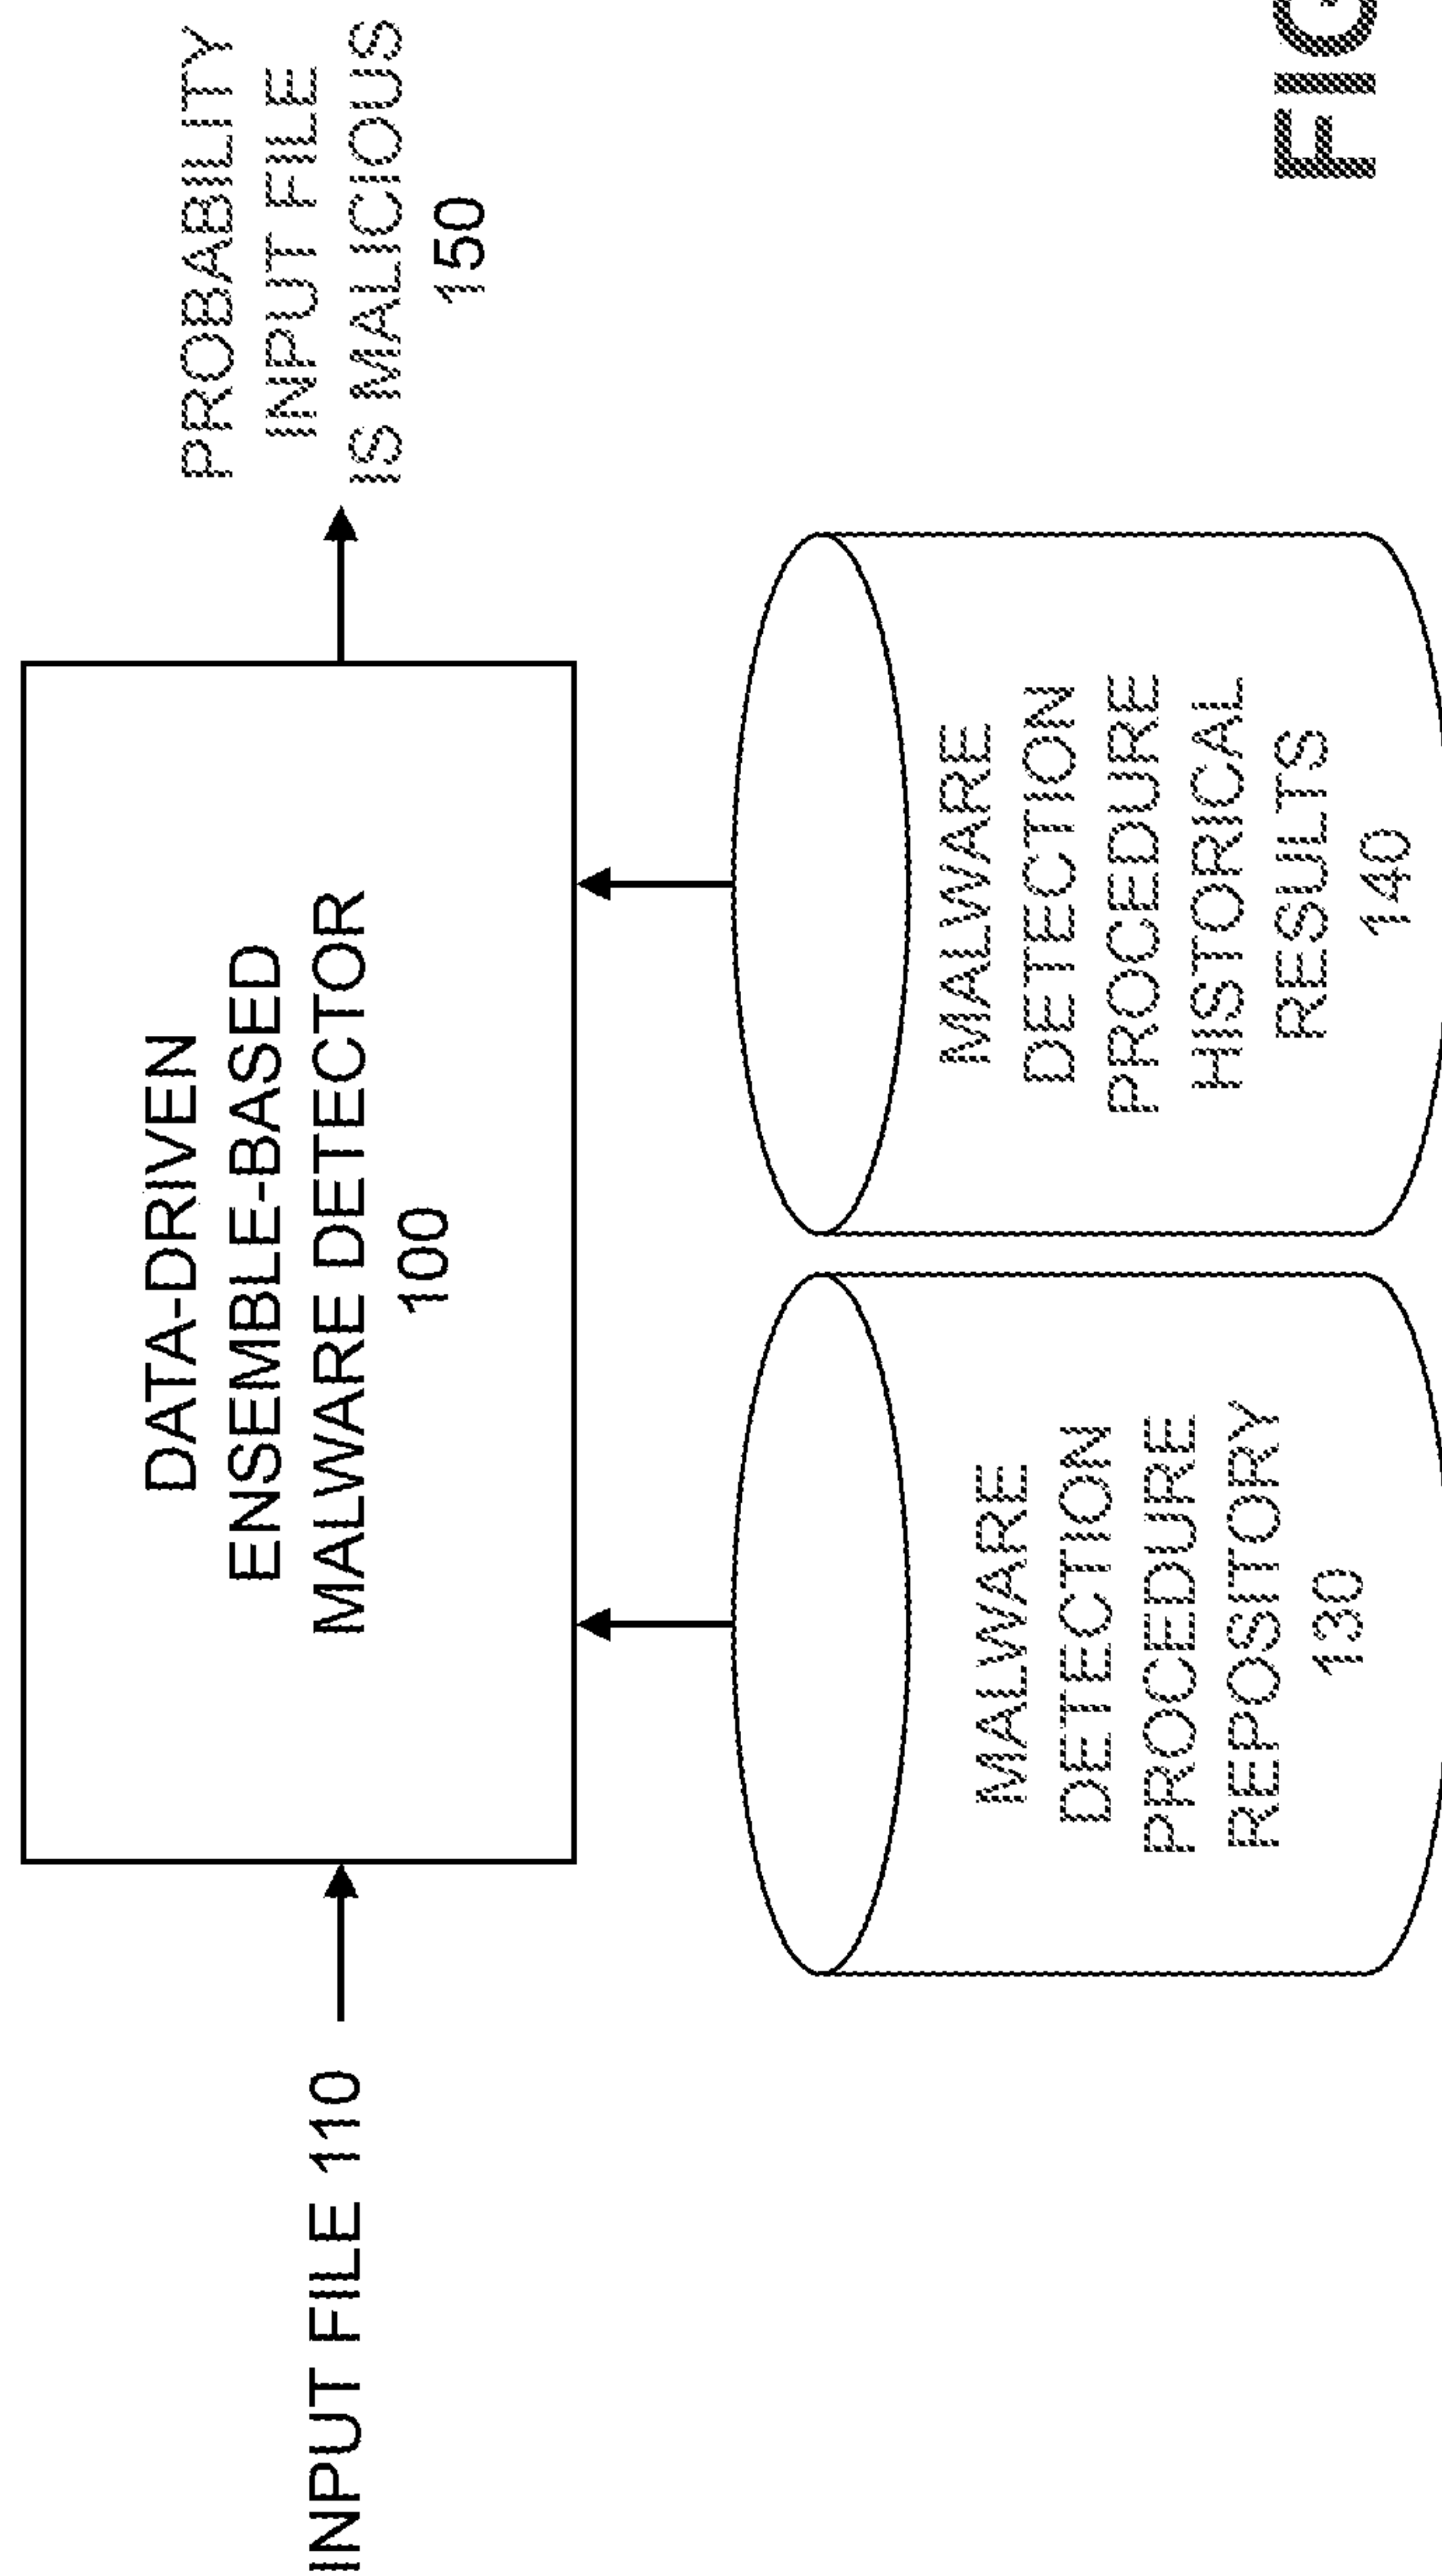 DATA-DRIVEN
ENSEMBLE-BASED
MALWARE DETECTOR
100
INPUT FILE 110
PROBABILITY
INPUT FILE
IS MALICIOUS
150
MALWARE
DETECTION
PROCEDURE
REPOSITORY
130
MALWARE
DETECTION
PROCEDURE
HISTORICAL
RESULTS
140